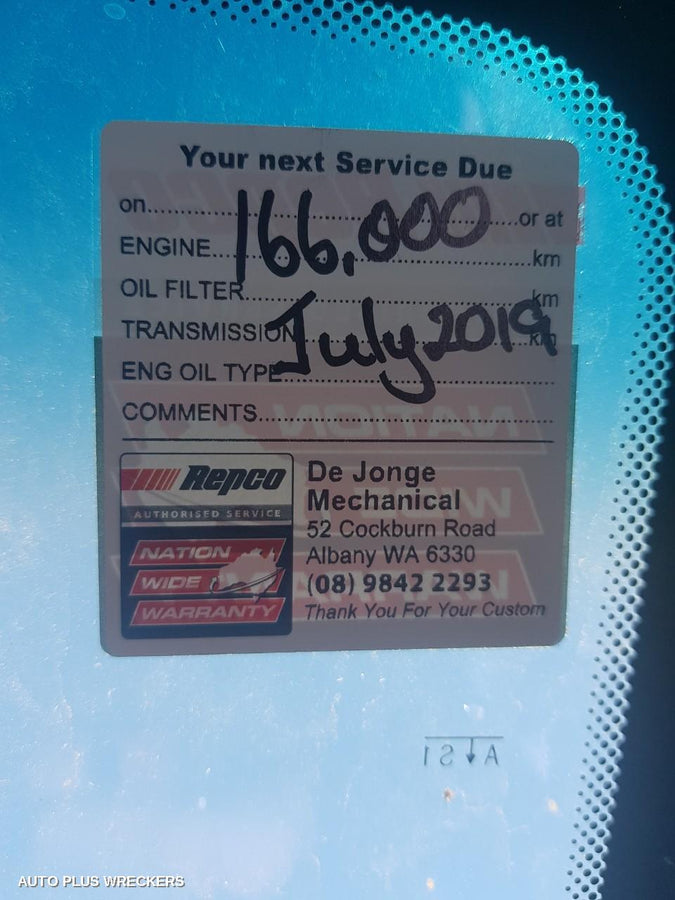 Your next Service Due
on.....166,000.....or at
ENGINE..........km
OIL FILTER..........km
TRANSMISSION..........km
July 2019
ENG OIL TYPE..........
COMMENTS..........
Repco
AUTHORISED SERVICE
NATION
WIDE
WARRANTY
De Jonge
Mechanical
52 Cockburn Road
Albany WA 6330
(08) 9842 2293
Thank You For Your Custom
AS1
AUTO PLUS WRECKERS